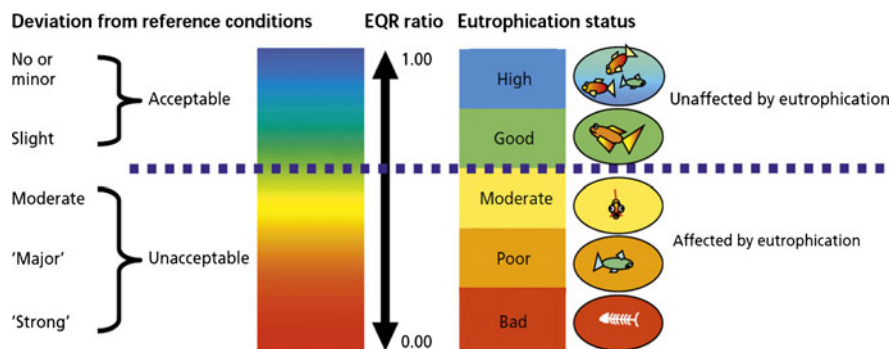 Deviation from reference conditions
EQR ratio
Eutrophication status
No or
minor
Acceptable
Slight
Moderate
Unacceptable
'Major'
'Strong'
1.00
0.00
High
Good
Moderate
Poor
Bad
Unaffected by eutrophication
Affected by eutrophication